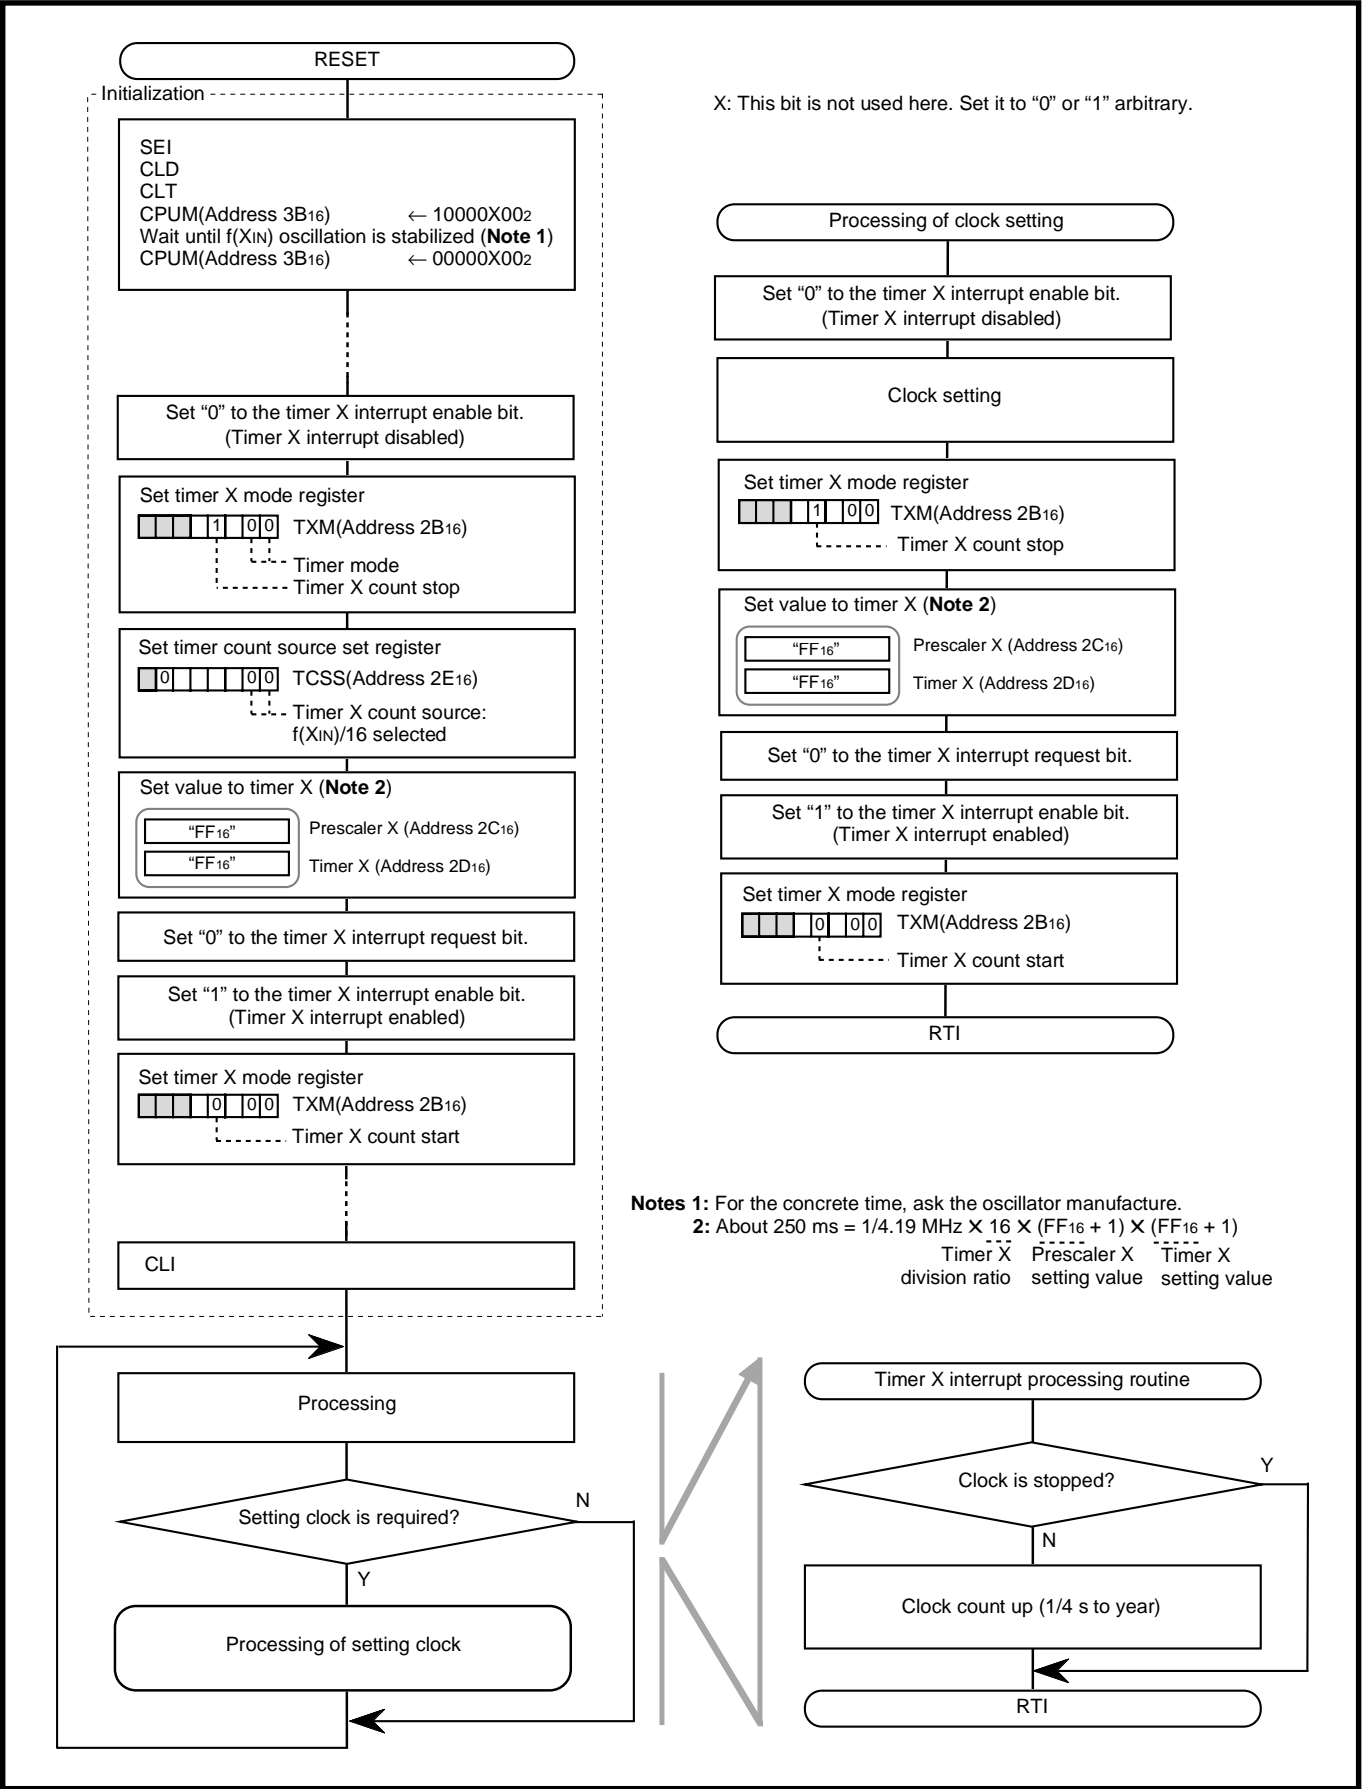 RESET
Initialization
SEI
CLD
CLT
CPUM(Address 3B16) ← 10000X002
Wait until f(XIN) oscillation is stabilized (Note 1)
CPUM(Address 3B16) ← 00000X002
Set “0” to the timer X interrupt enable bit.
(Timer X interrupt disabled)
Set timer X mode register
1 0 0 TXM(Address 2B16)
Timer mode
Timer X count stop
Set timer count source set register
0 0 0 TCSS(Address 2E16)
Timer X count source:
f(XIN)/16 selected
Set value to timer X (Note 2)
“FF16” Prescaler X (Address 2C16)
“FF16” Timer X (Address 2D16)
Set “0” to the timer X interrupt request bit.
Set “1” to the timer X interrupt enable bit.
(Timer X interrupt enabled)
Set timer X mode register
0 0 0 TXM(Address 2B16)
Timer X count start
CLI
Processing
Setting clock is required?
N
Y
Processing of setting clock
X: This bit is not used here. Set it to “0” or “1” arbitrary.
Processing of clock setting
Set “0” to the timer X interrupt enable bit.
(Timer X interrupt disabled)
Clock setting
Set timer X mode register
1 0 0 TXM(Address 2B16)
Timer X count stop
Set value to timer X (Note 2)
“FF16” Prescaler X (Address 2C16)
“FF16” Timer X (Address 2D16)
Set “0” to the timer X interrupt request bit.
Set “1” to the timer X interrupt enable bit.
(Timer X interrupt enabled)
Set timer X mode register
0 0 0 TXM(Address 2B16)
Timer X count start
RTI
Notes 1: For the concrete time, ask the oscillator manufacture.
2: About 250 ms = 1/4.19 MHz × 16 × (FF16 + 1) × (FF16 + 1)
Timer X Prescaler X Timer X
division ratio setting value setting value
Timer X interrupt processing routine
Clock is stopped?
Y
N
Clock count up (1/4 s to year)
RTI